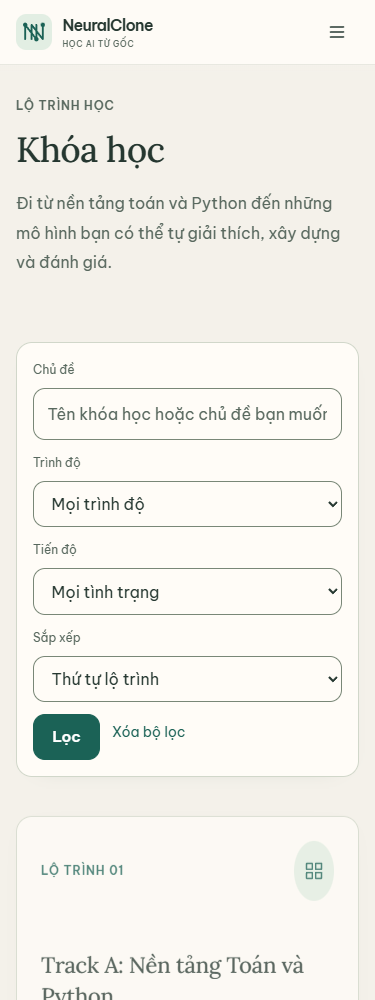 NeuralClone
HỌC AI TỪ GỐC
LỘ TRÌNH HỌC
Khóa học
Đi từ nền tảng toán và Python đến những
mô hình bạn có thể tự giải thích, xây dựng
và đánh giá.
Chủ đề
Tên khóa học hoặc chủ đề bạn muốn
Trình độ
Mọi trình độ
Tiến độ
Mọi tình trạng
Sắp xếp
Thứ tự lộ trình
Lọc
Xóa bộ lọc
LỘ TRÌNH 01
Track A: Nền tảng Toán và
Python